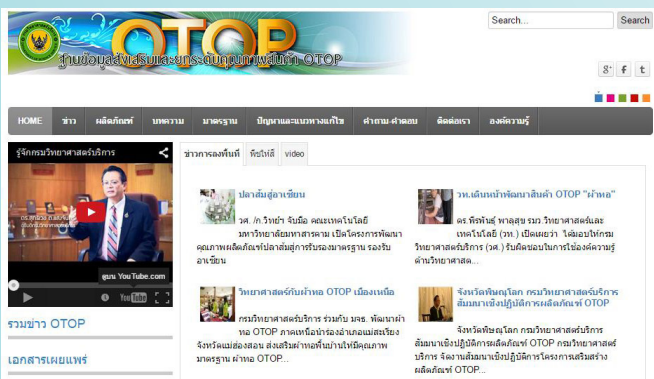 Search...
Search
OTOP
ฐานข้อมูลส่งเสริมและยกระดับคุณภาพสินค้า OTOP
HOME ข่าว ผลิตภัณฑ์ บทความ มาตรฐาน ปัญหาและแนวทางแก้ไข คำถาม-คำตอบ ติดต่อเรา องค์ความรู้
รู้จักกรมวิทยาศาสตร์บริการ
ดูบน YouTube.com
YouTube
รวมข่าว OTOP
เอกสารเผยแพร่
ข่าวการลงพื้นที่ video
ปลาส้มสู่อาเซียน
วศ. /ก.วิทย์ฯ จับมือ คณะเทคโนโลยี
มหาวิทยาลัยมหาสารคาม เปิดโครงการพัฒนา
คุณภาพผลิตภัณฑ์ปลาส้มสู่การรับรองมาตรฐาน รองรับ
อาเซียน
วท.เดินหน้าพัฒนาสินค้า OTOP "ผ้าทอ"
ดร.พิเชษฐ์ รมว.วิทยาศาสตร์และ
เทคโนโลยี (วท.) เปิดเผยว่า ได้มอบให้กรม
วิทยาศาสตร์บริการ (วศ.) รับผิดชอบในการใช้องค์ความรู้
ด้านวิทยาศาสต...
วิทยาศาสตร์กับผ้าทอ OTOP เมืองเหนือ
กรมวิทยาศาสตร์บริการ ร่วมกับ มจธ. พัฒนาผ้า
ทอ OTOP ภาคเหนือนำร่องอำเภอแม่สะเรียง
จังหวัดแม่ฮ่องสอน ส่งเสริมผ้าทอพื้นบ้านให้มีคุณภาพ
มาตรฐาน ผ้าทอ OTOP...
จังหวัดพิษณุโลก กรมวิทยาศาสตร์บริการ
สัมมนาเชิงปฏิบัติการผลิตภัณฑ์ OTOP
จังหวัดพิษณุโลก กรมวิทยาศาสตร์บริการ
สัมมนาเชิงปฏิบัติการผลิตภัณฑ์ OTOP กรมวิทยาศาสตร์
บริการ จัดงานสัมมนาเชิงปฏิบัติการโครงการเสริมสร้าง
ผลิตภัณฑ์ OTOP...